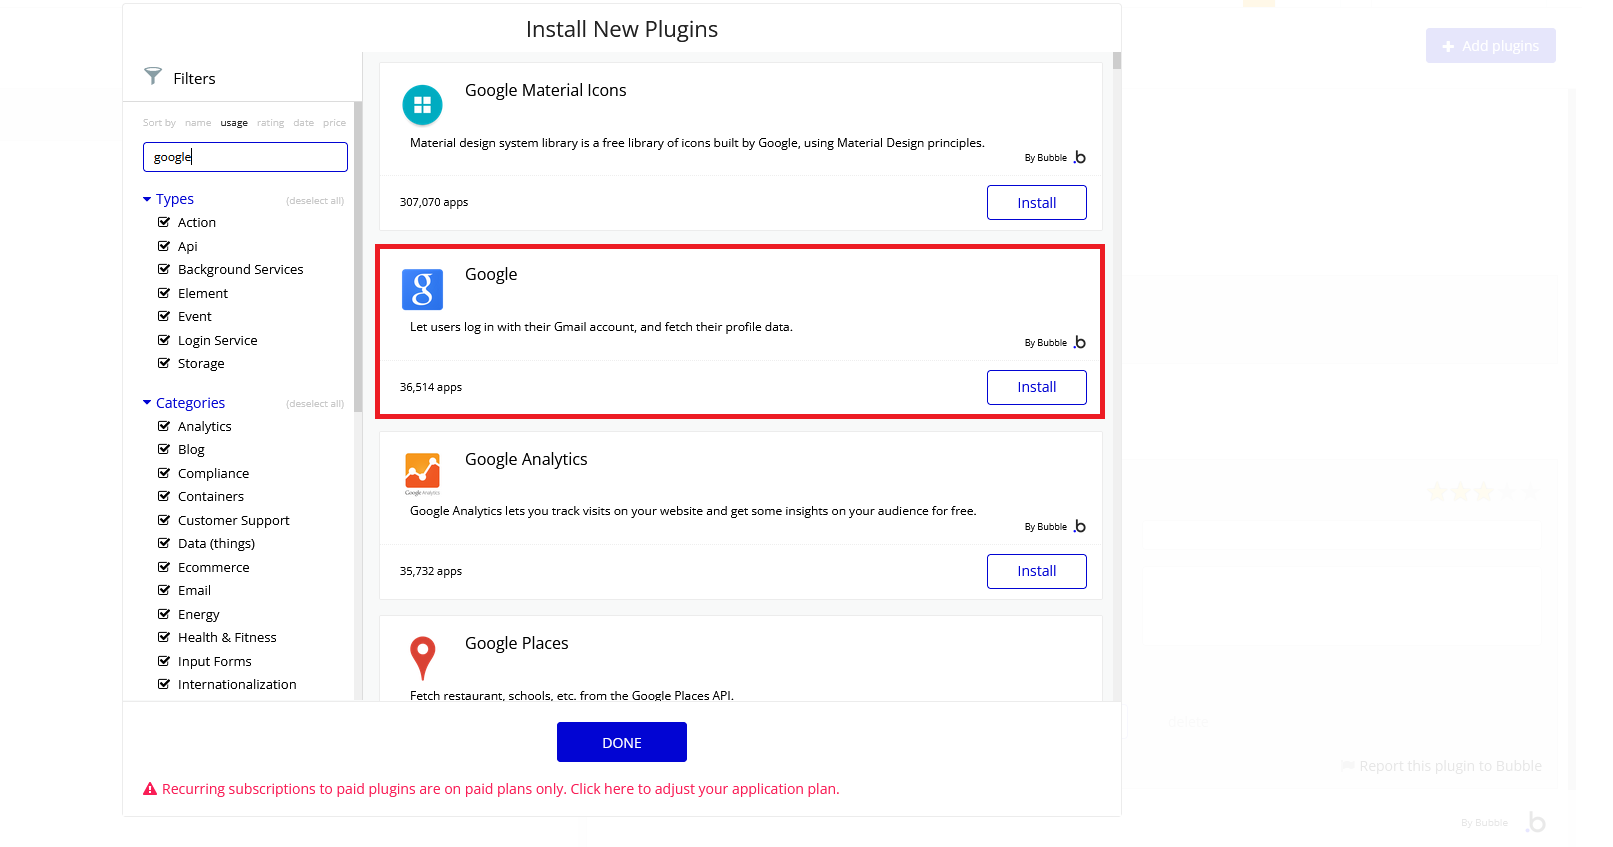 Install New Plugins
+ Add plugins
Filters
Sort by name usage rating date price
google
Types (deselect all)
Action
Api
Background Services
Element
Event
Login Service
Storage
Categories (deselect all)
Analytics
Blog
Compliance
Containers
Customer Support
Data (things)
Ecommerce
Email
Energy
Health & Fitness
Input Forms
Internationalization
Google Material Icons
Material design system library is a free library of icons built by Google, using Material Design principles.
By Bubble .b
307,070 apps
Install
g
Google
Let users log in with their Gmail account, and fetch their profile data.
By Bubble .b
36,514 apps
Install
Google Analytics
Google Analytics
Google Analytics lets you track visits on your website and get some insights on your audience for free.
By Bubble .b
35,732 apps
Install
Google Places
Fetch restaurant, schools, etc. from the Google Places API.
DONE
Recurring subscriptions to paid plugins are on paid plans only. Click here to adjust your application plan.
Report this plugin to Bubble
By Bubble .b